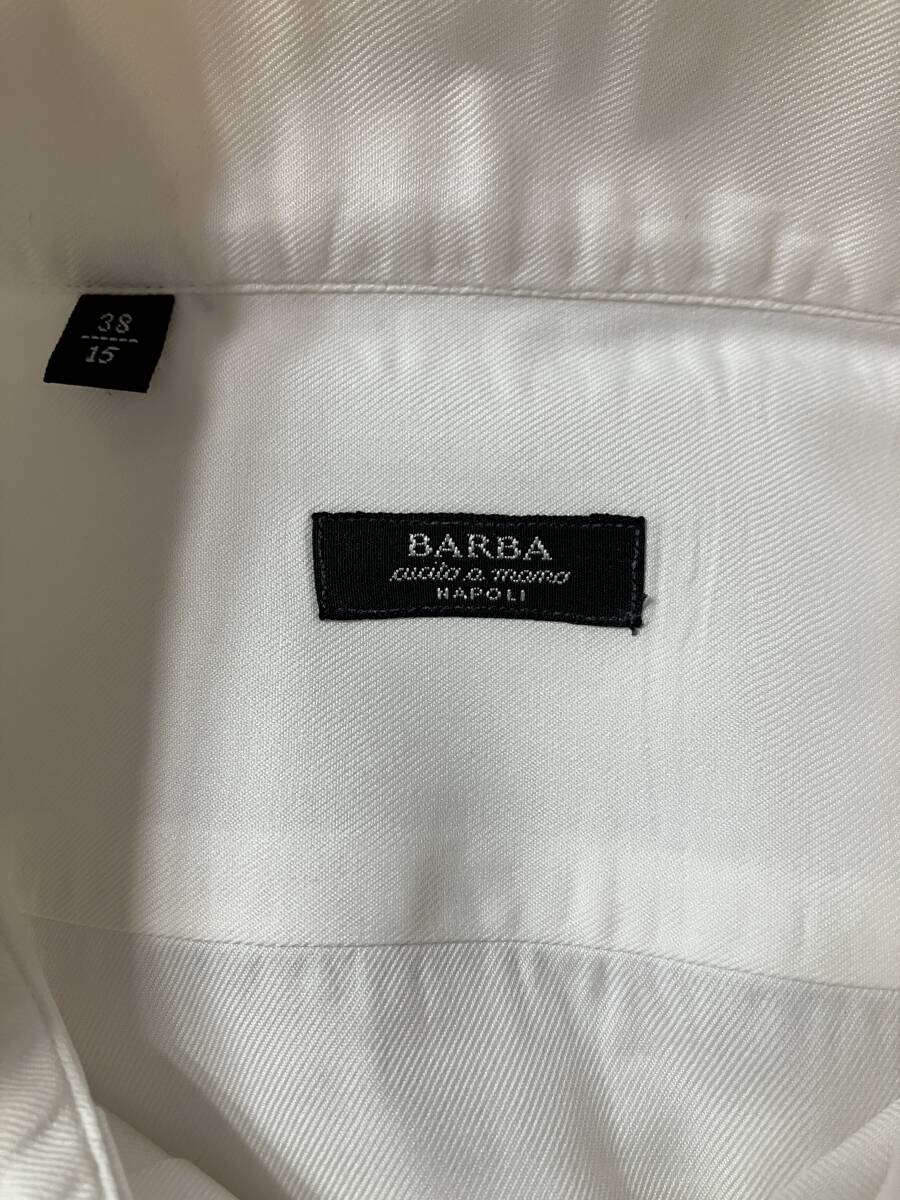 38
15
BARBA
cucito a mano
NAPOLI